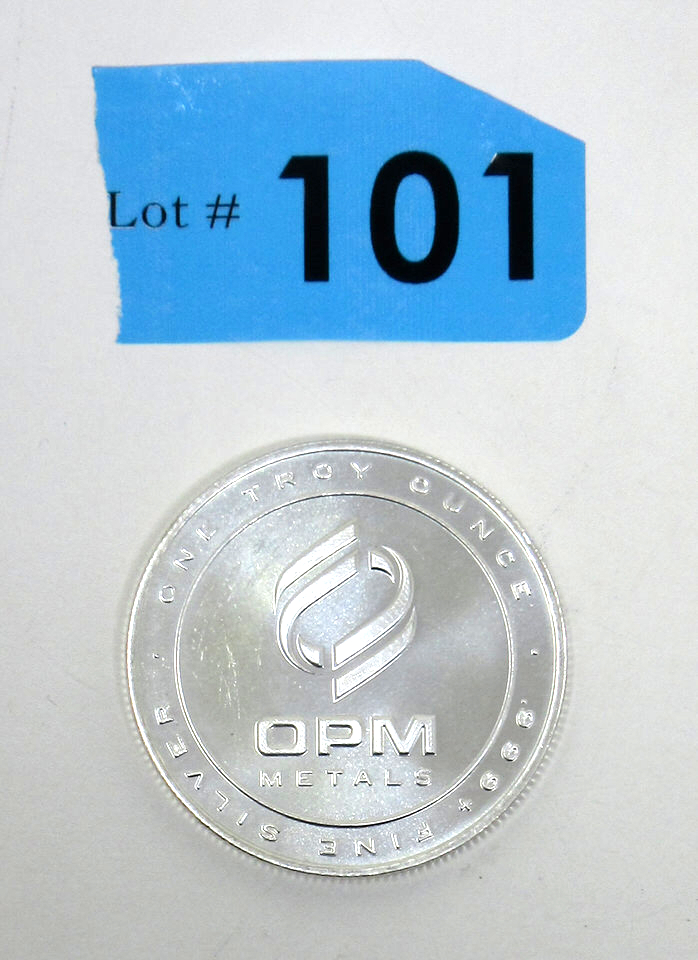 Lot # 101
ONE TROY OUNCE · .999+ FINE SILVER ·
OPM
METALS